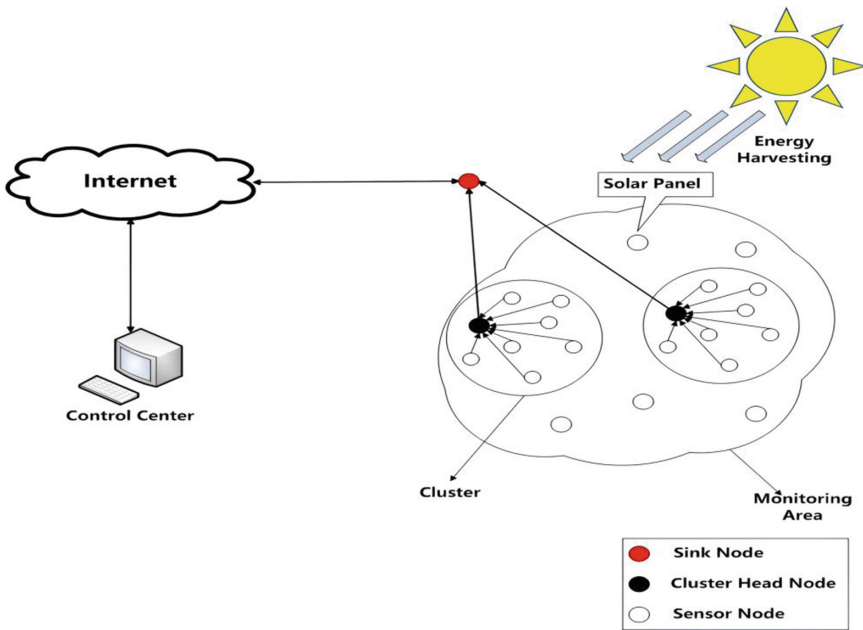 Energy
Harvesting
Internet
Solar Panel
Control Center
Cluster
Monitoring
Area
Sink Node
Cluster Head Node
Sensor Node